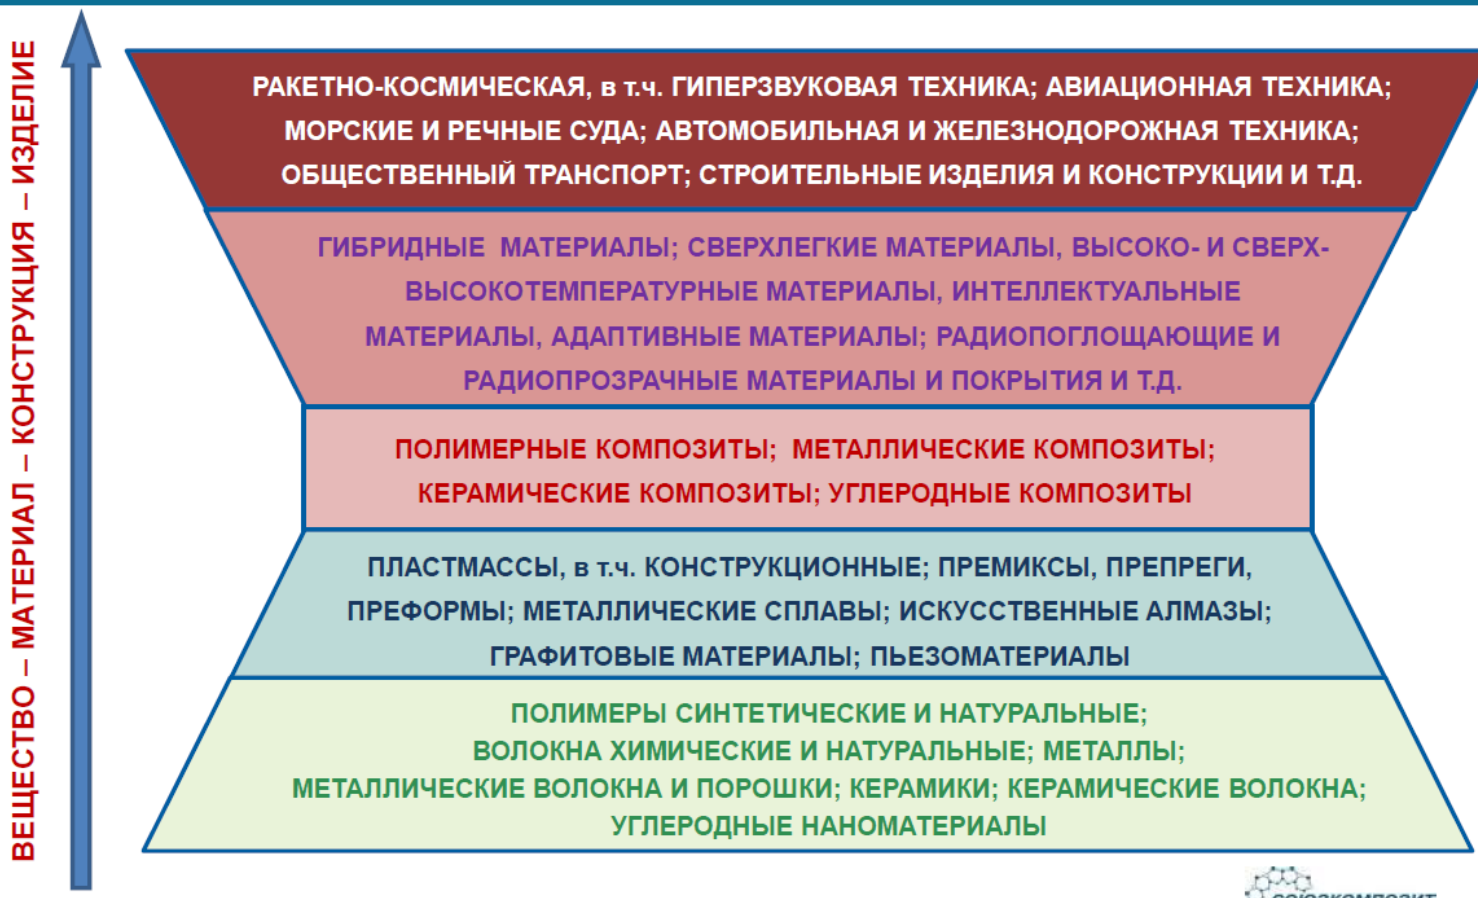 ВЕЩЕСТВО – МАТЕРИАЛ – КОНСТРУКЦИЯ – ИЗДЕЛИЕ
РАКЕТНО-КОСМИЧЕСКАЯ, в т.ч. ГИПЕРЗВУКОВАЯ ТЕХНИКА; АВИАЦИОННАЯ ТЕХНИКА;
МОРСКИЕ И РЕЧНЫЕ СУДА; АВТОМОБИЛЬНАЯ И ЖЕЛЕЗНОДОРОЖНАЯ ТЕХНИКА;
ОБЩЕСТВЕННЫЙ ТРАНСПОРТ; СТРОИТЕЛЬНЫЕ ИЗДЕЛИЯ И КОНСТРУКЦИИ И Т.Д.
ГИБРИДНЫЕ МАТЕРИАЛЫ; СВЕРХЛЕГКИЕ МАТЕРИАЛЫ, ВЫСОКО- И СВЕРХ-
ВЫСОКОТЕМПЕРАТУРНЫЕ МАТЕРИАЛЫ, ИНТЕЛЛЕКТУАЛЬНЫЕ
МАТЕРИАЛЫ, АДАПТИВНЫЕ МАТЕРИАЛЫ; РАДИОПОГЛОЩАЮЩИЕ И
РАДИОПРОЗРАЧНЫЕ МАТЕРИАЛЫ И ПОКРЫТИЯ И Т.Д.
ПОЛИМЕРНЫЕ КОМПОЗИТЫ; МЕТАЛЛИЧЕСКИЕ КОМПОЗИТЫ;
КЕРАМИЧЕСКИЕ КОМПОЗИТЫ; УГЛЕРОДНЫЕ КОМПОЗИТЫ
ПЛАСТМАССЫ, в т.ч. КОНСТРУКЦИОННЫЕ; ПРЕМИКСЫ, ПРЕПРЕГИ,
ПРЕФОРМЫ; МЕТАЛЛИЧЕСКИЕ СПЛАВЫ; ИСКУССТВЕННЫЕ АЛМАЗЫ;
ГРАФИТОВЫЕ МАТЕРИАЛЫ; ПЬЕЗОМАТЕРИАЛЫ
ПОЛИМЕРЫ СИНТЕТИЧЕСКИЕ И НАТУРАЛЬНЫЕ;
ВОЛОКНА ХИМИЧЕСКИЕ И НАТУРАЛЬНЫЕ; МЕТАЛЛЫ;
МЕТАЛЛИЧЕСКИЕ ВОЛОКНА И ПОРОШКИ; КЕРАМИКИ; КЕРАМИЧЕСКИЕ ВОЛОКНА;
УГЛЕРОДНЫЕ НАНОМАТЕРИАЛЫ